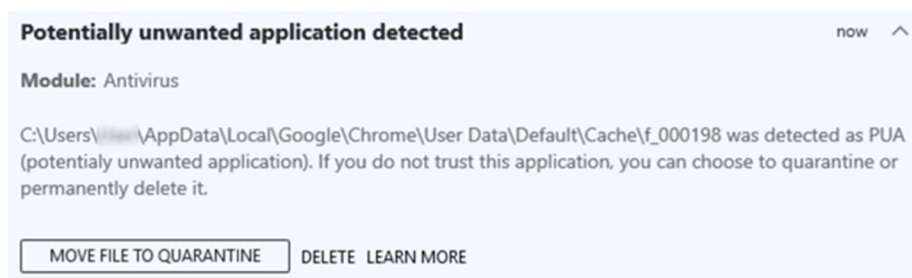 Potentially unwanted application detected
now
Module: Antivirus
C:\Users\ \AppData\Local\Google\Chrome\User Data\Default\Cache\f_000198 was detected as PUA
(potentialy unwanted application). If you do not trust this application, you can choose to quarantine or
permanently delete it.
MOVE FILE TO QUARANTINE DELETE LEARN MORE